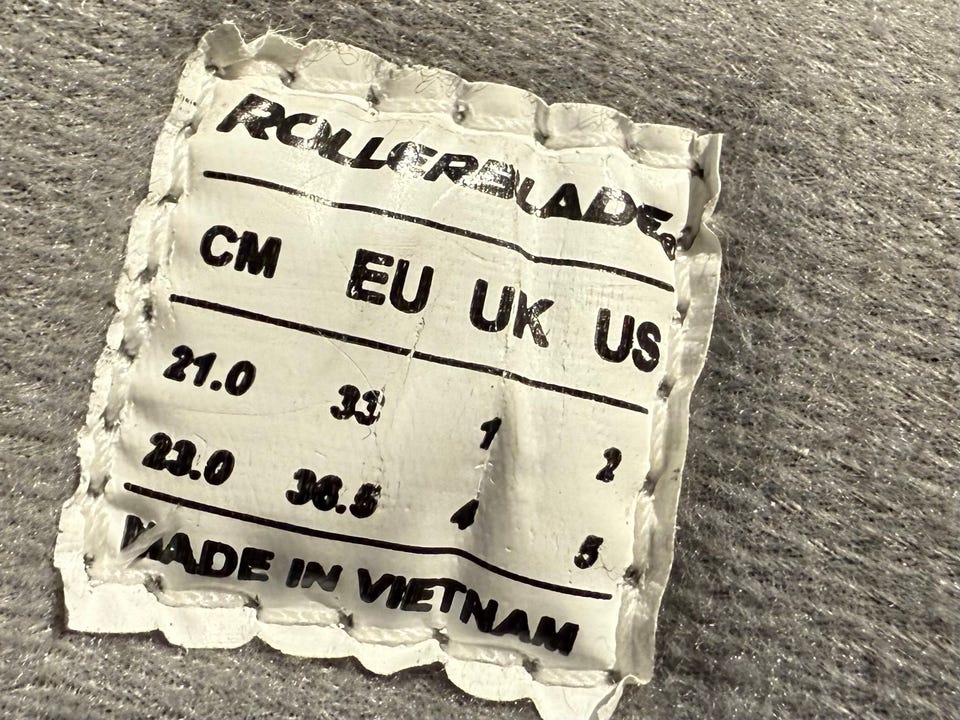 ROLLERBLADE®
CM EU UK US
21.0 33 1 2
23.0 36.5 4 5
MADE IN VIETNAM